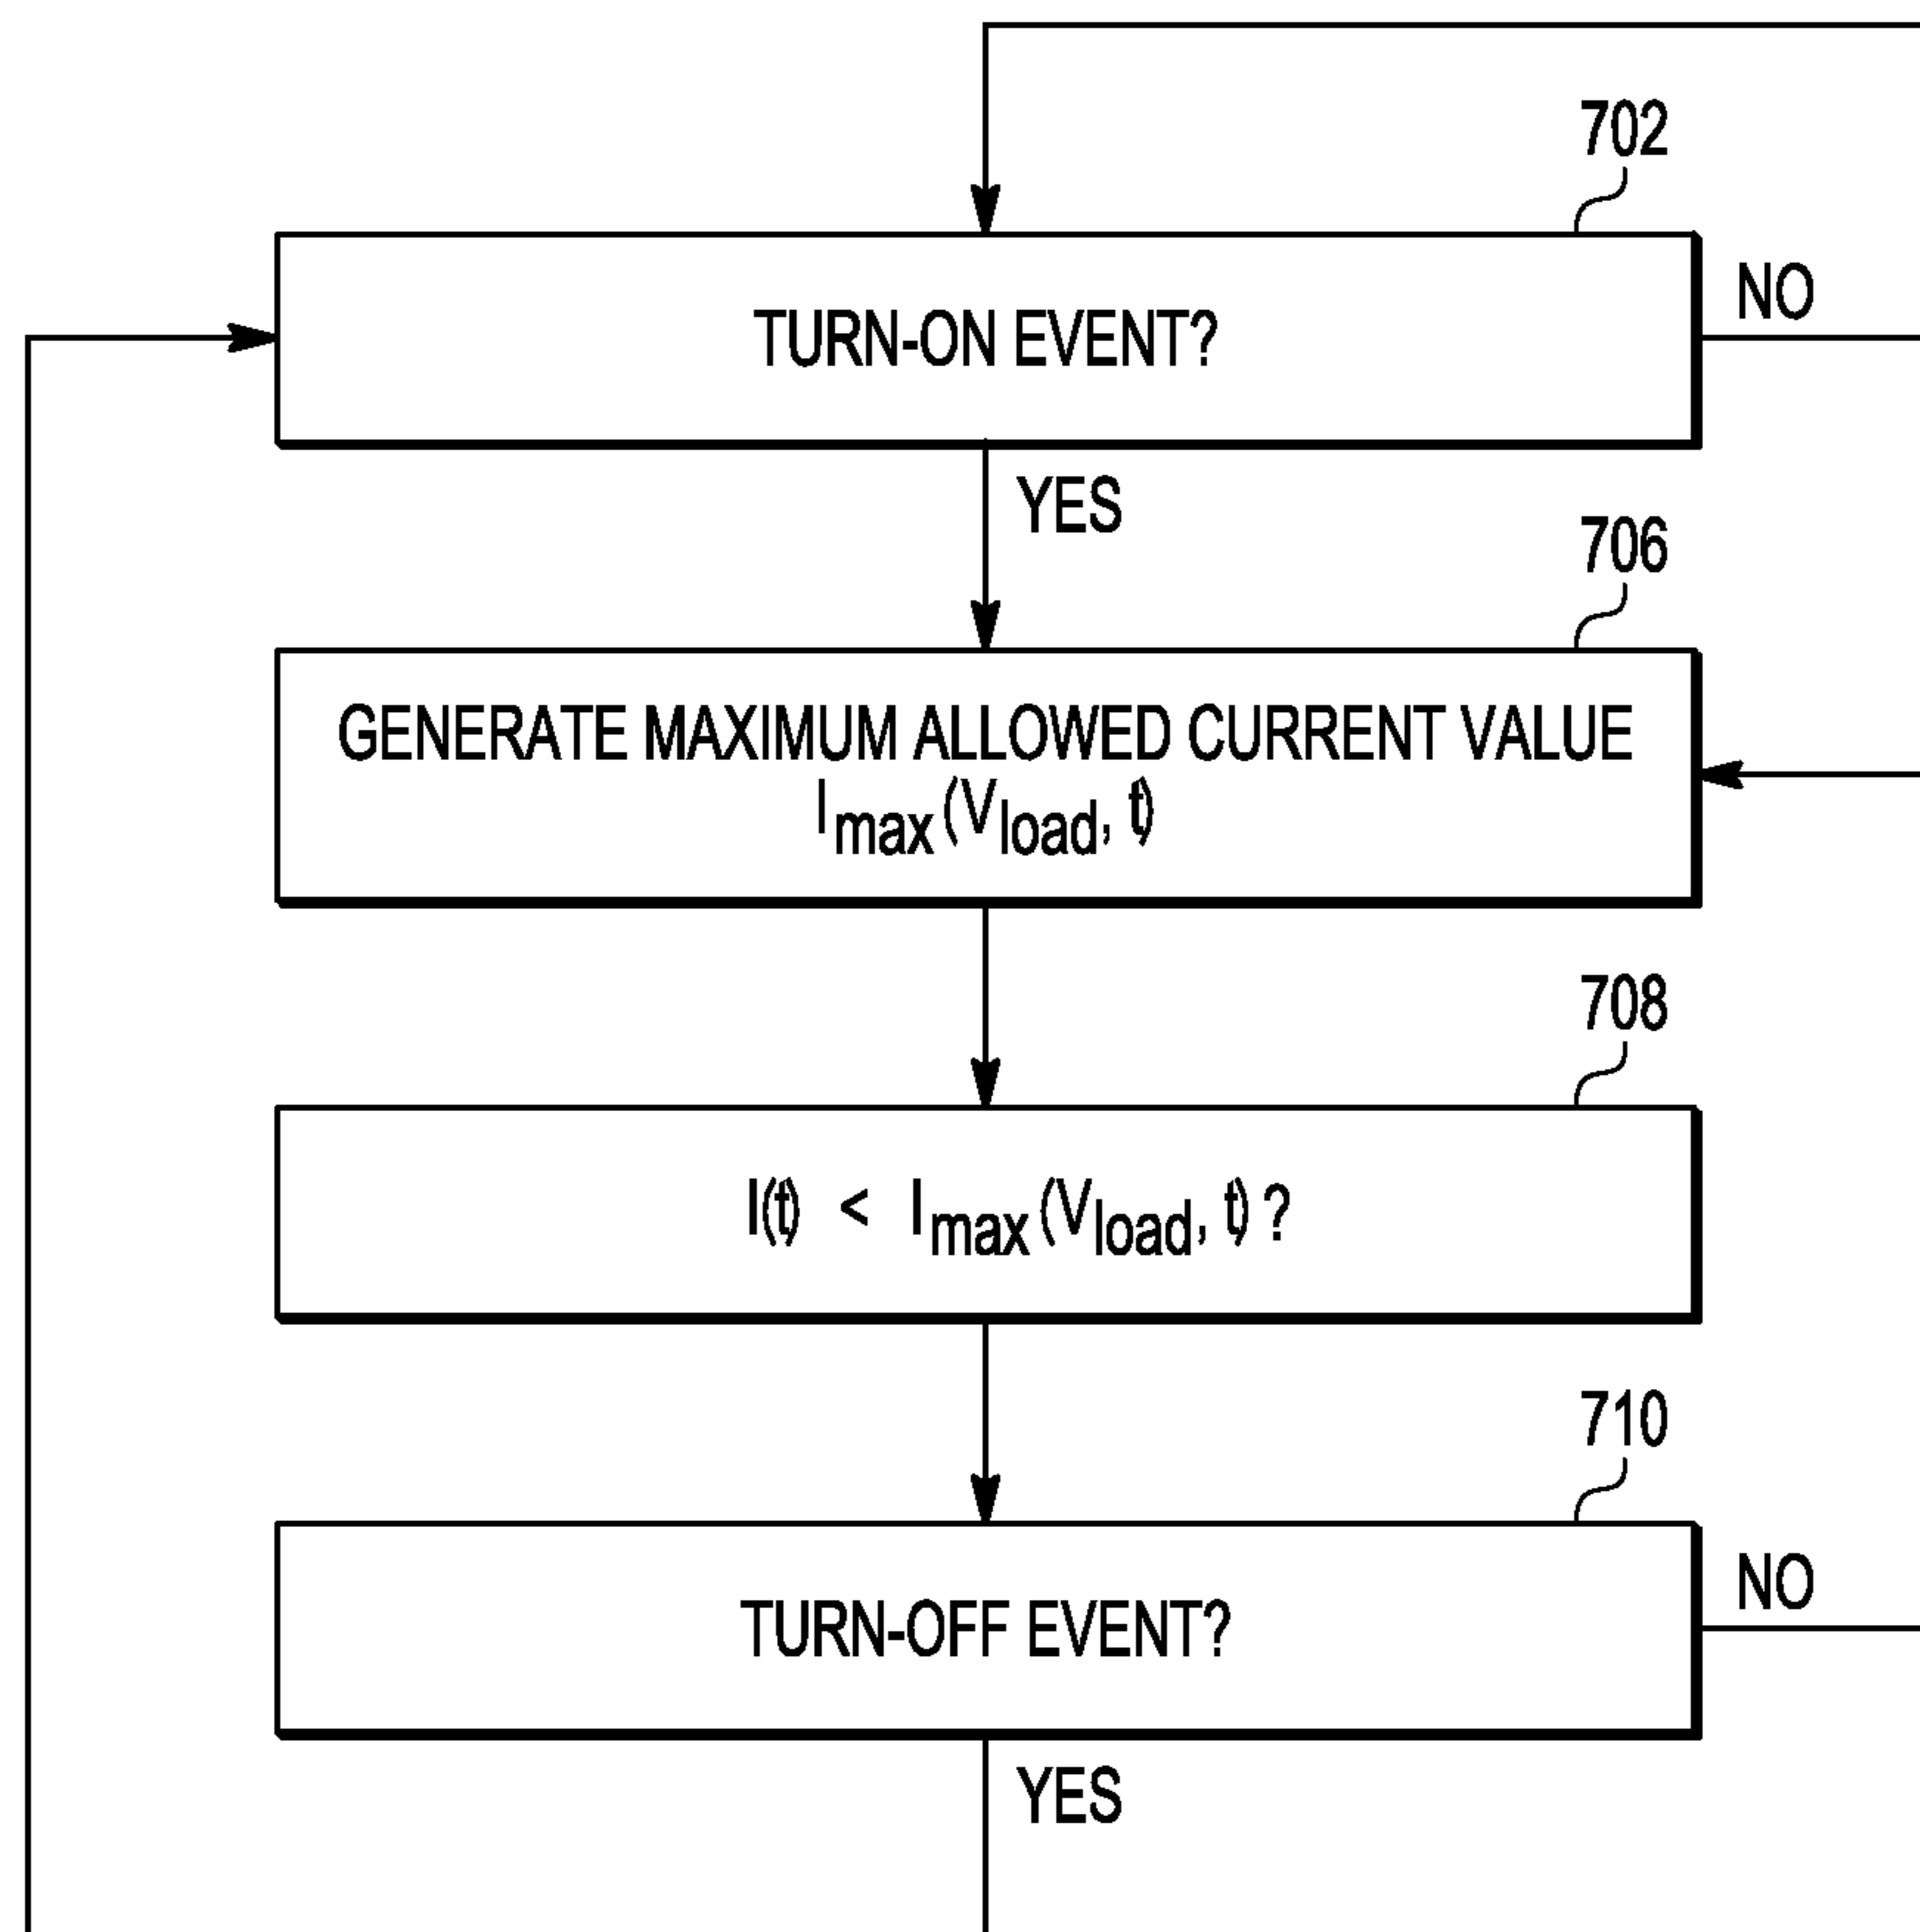 702
TURN-ON EVENT?
NO
YES
706
GENERATE MAXIMUM ALLOWED CURRENT VALUE
Imax(Vload, t)
708
I(t) < Imax(Vload, t)?
710
TURN-OFF EVENT?
NO
YES